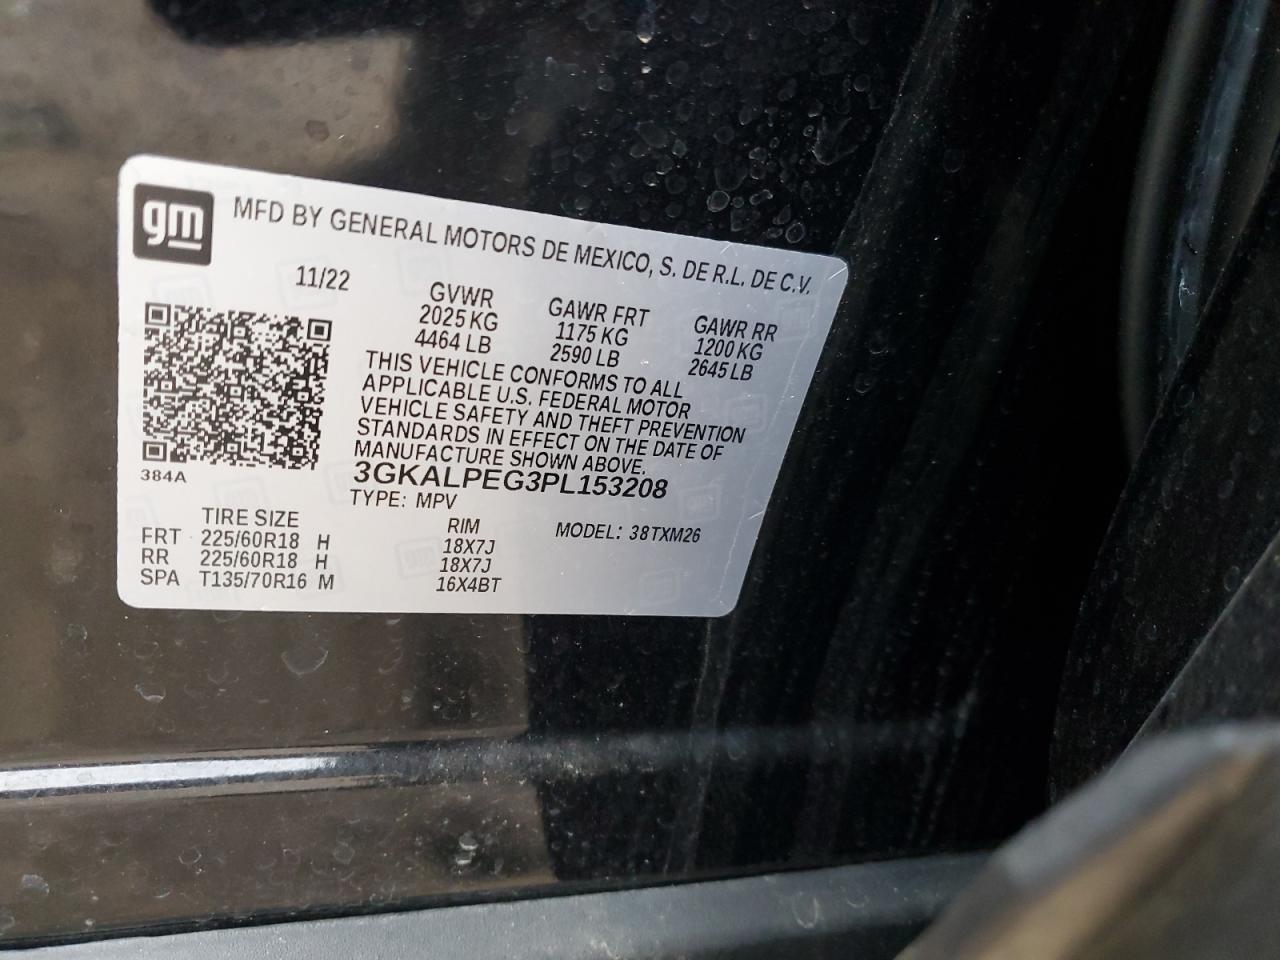 gm
MFD BY GENERAL MOTORS DE MEXICO, S. DE R.L. DE C.V.
11/22
GVWR GAWR FRT GAWR RR
2025 KG 1175 KG 1200 KG
4464 LB 2590 LB 2645 LB
THIS VEHICLE CONFORMS TO ALL
APPLICABLE U.S. FEDERAL MOTOR
VEHICLE SAFETY AND THEFT PREVENTION
STANDARDS IN EFFECT ON THE DATE OF
MANUFACTURE SHOWN ABOVE.
384A
3GKALPEG3PL153208
TYPE: MPV
MODEL: 38TXM26
TIRE SIZE RIM
FRT 225/60R18 H 18X7J
RR 225/60R18 H 18X7J
SPA T135/70R16 M 16X4BT